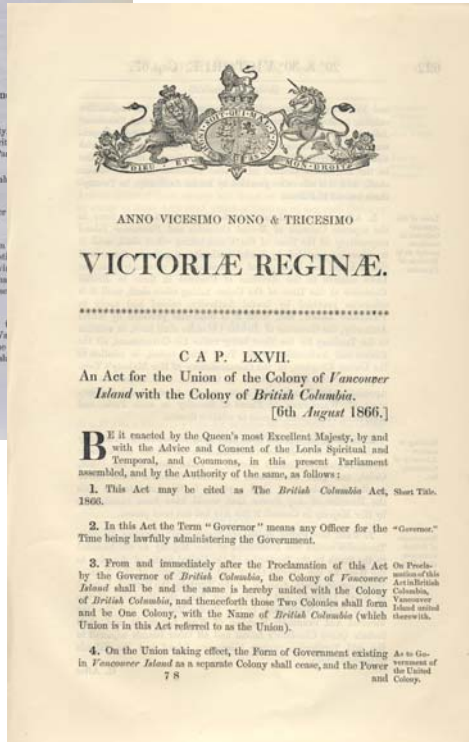 DIEU ET MON DROIT
ANNO VICESIMO NONO & TRICESIMO
VICTORIÆ REGINÆ.
CAP. LXVII.
An Act for the Union of the Colony of Vancouver
Island with the Colony of British Columbia.
[6th August 1866.]
BE it enacted by the Queen's most Excellent Majesty, by and
with the Advice and Consent of the Lords Spiritual and
Temporal, and Commons, in this present Parliament
assembled, and by the Authority of the same, as follows:
1. This Act may be cited as The British Columbia Act,
1866.
Short Title.
2. In this Act the Term "Governor" means any Officer for the
Time being lawfully administering the Government.
"Governor."
3. From and immediately after the Proclamation of this Act
by the Governor of British Columbia, the Colony of Vancouver
Island shall be and the same is hereby united with the Colony
of British Columbia, and thenceforth those Two Colonies shall form
and be One Colony, with the Name of British Columbia (which
Union is in this Act referred to as the Union).
On Procla-
mation of this
Act in British
Columbia,
Vancouver
Island united
therewith.
4. On the Union taking effect, the Form of Government existing
in Vancouver Island as a separate Colony shall cease, and the Power
As to Go-
vernment of
the United
Colony.
7 S
and